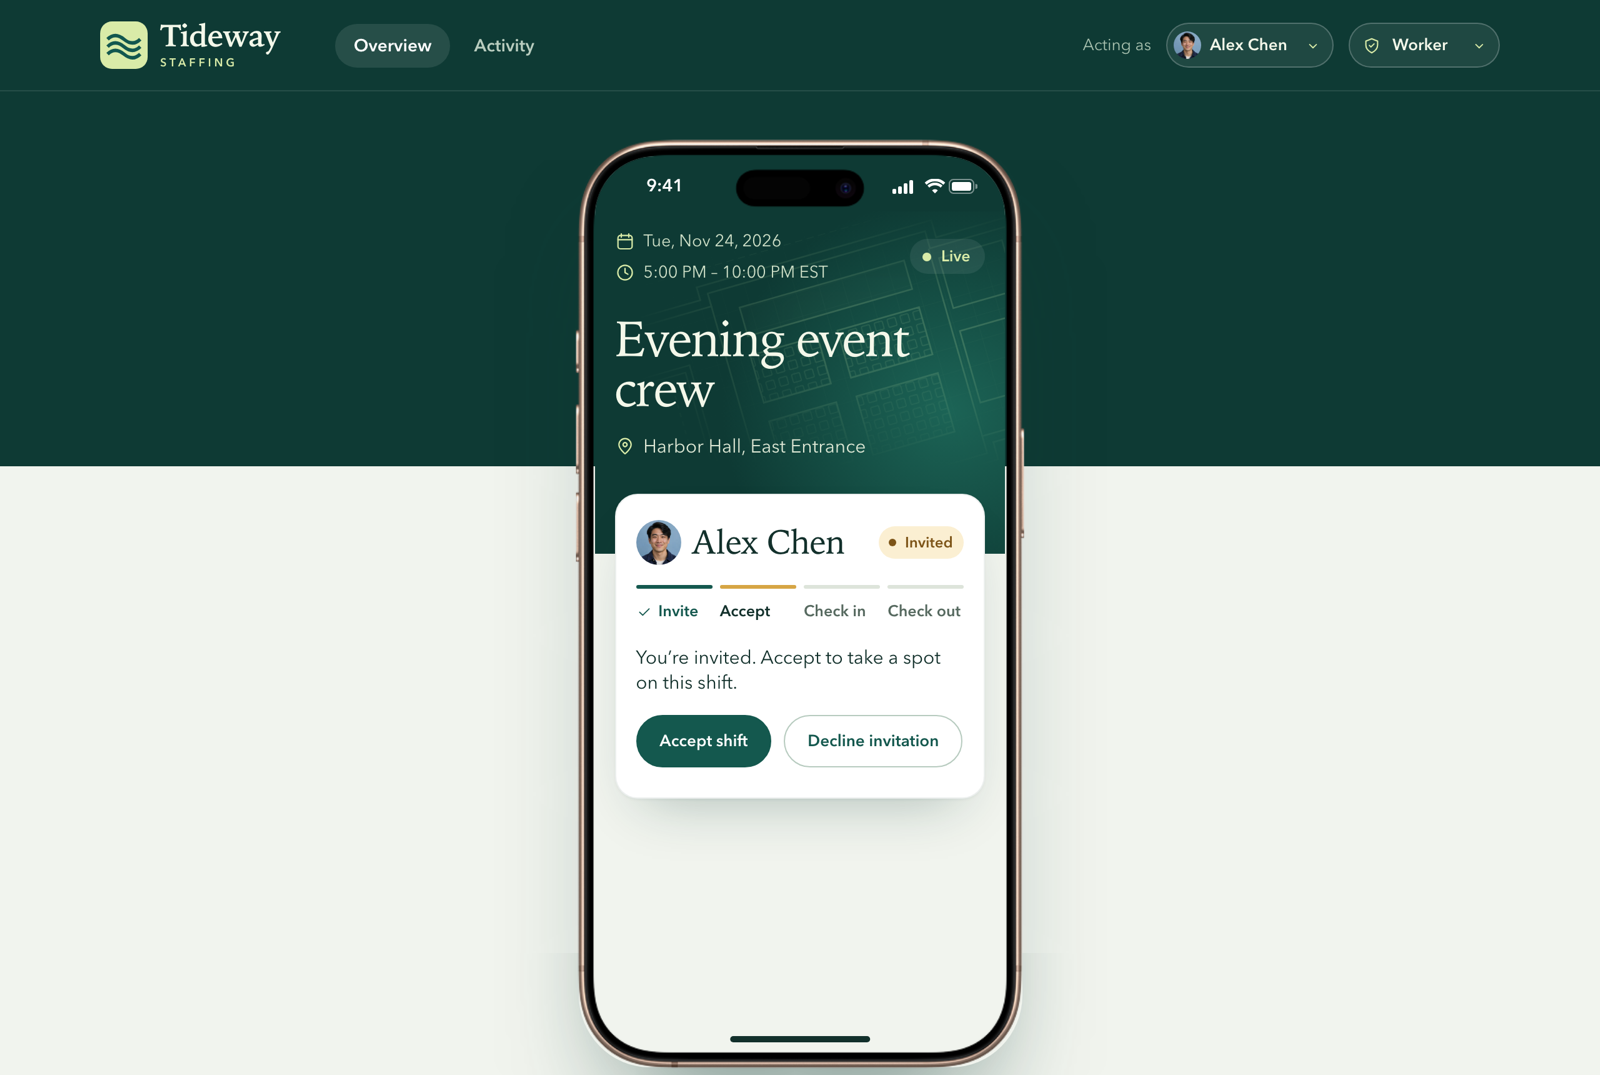 Tideway
STAFFING
Overview
Activity
Acting as
Alex Chen
Worker
9:41
Tue, Nov 24, 2026
Live
5:00 PM – 10:00 PM EST
Evening event
crew
Harbor Hall, East Entrance
Alex Chen
Invited
Invite
Accept
Check in
Check out
You’re invited. Accept to take a spot
on this shift.
Accept shift
Decline invitation